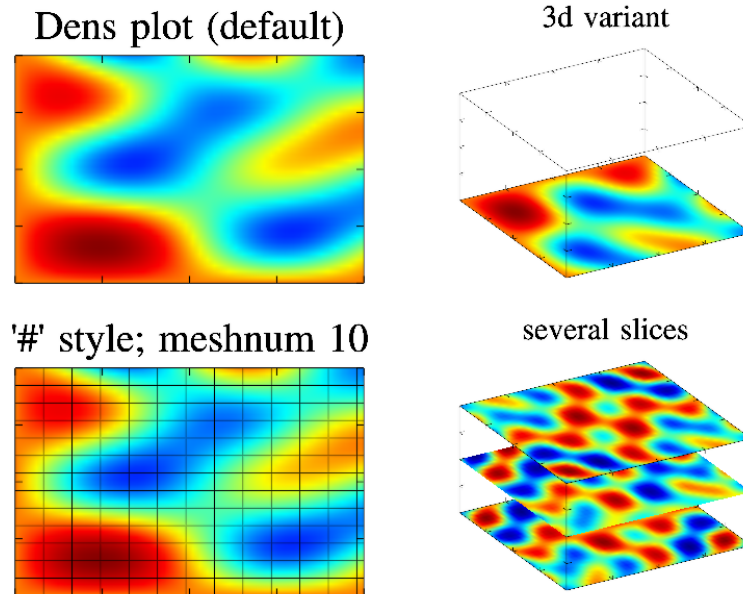 Dens plot (default)
3d variant
'#' style; meshnum 10
several slices